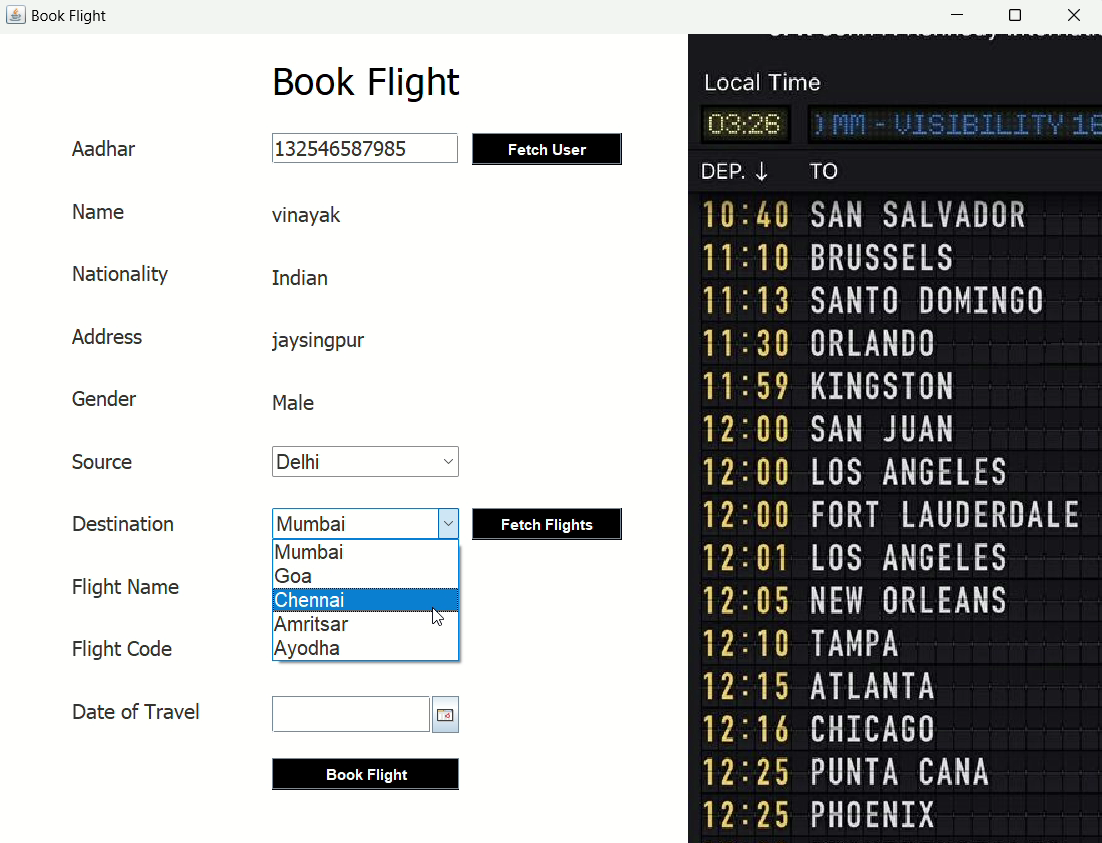 Book Flight
Book Flight
Aadhar 132546587985 Fetch User
Name vinayak
Nationality Indian
Address jaysingpur
Gender Male
Source Delhi
Destination Mumbai Fetch Flights
Mumbai
Goa
Chennai
Amritsar
Ayodha
Flight Name
Flight Code
Date of Travel
Book Flight
Local Time
03:26 ) MM - VISIBILITY 16
DEP. ↓ TO
10:40 SAN SALVADOR
11:10 BRUSSELS
11:13 SANTO DOMINGO
11:30 ORLANDO
11:59 KINGSTON
12:00 SAN JUAN
12:00 LOS ANGELES
12:00 FORT LAUDERDALE
12:01 LOS ANGELES
12:05 NEW ORLEANS
12:10 TAMPA
12:15 ATLANTA
12:16 CHICAGO
12:25 PUNTA CANA
12:25 PHOENIX